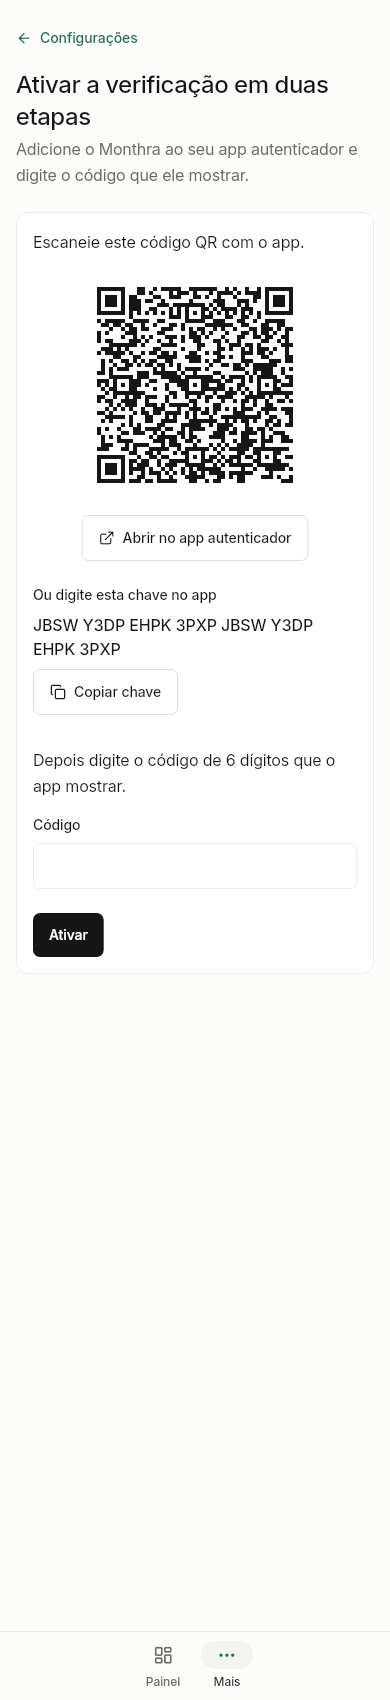 Configurações
Ativar a verificação em duas
etapas
Adicione o Monthra ao seu app autenticador e
digite o código que ele mostrar.
Escaneie este código QR com o app.
Abrir no app autenticador
Ou digite esta chave no app
JBSW Y3DP EHPK 3PXP JBSW Y3DP
EHPK 3PXP
Copiar chave
Depois digite o código de 6 dígitos que o
app mostrar.
Código
Ativar
Painel
Mais